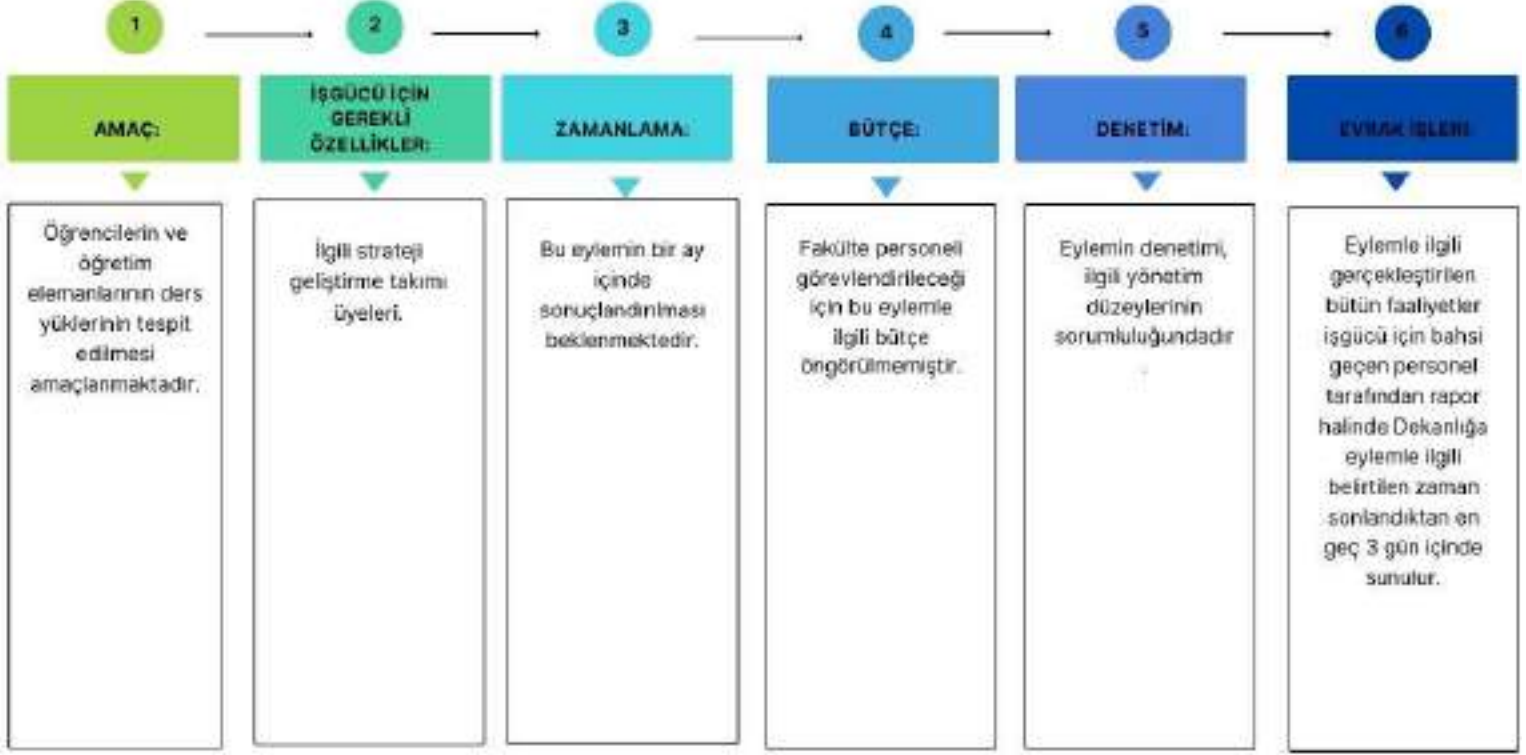 1
2
3
4
5
6
AMAÇ:
İŞGÜCÜ İÇİN
GEREKLİ
ÖZELLİKLER:
ZAMANLAMA:
BÜTÇE:
DENETİM:
EVRAK İŞLERİ:
Öğrencilerin ve
öğretim
elemanlarının ders
yüklerinin tespit
edilmesi
amaçlanmaktadır.
İlgili strateji
geliştirme takımı
üyeleri.
Bu eylemin bir ay
içinde
sonuçlandırılması
beklenmektedir.
Fakülte personeli
görevlendirileceği
için bu eylemle
ilgili bütçe
öngörülmemiştir.
Eylemin denetimi,
ilgili yönetim
düzeylerinin
sorumluluğundadır
.
Eylemle ilgili
gerçekleştirilen
bütün faaliyetler
işgücü için bahsi
geçen personel
tarafından rapor
halinde Dekanlığa
eylemle ilgili
belirtilen zaman
sonlandıktan en
geç 3 gün içinde
sunulur.